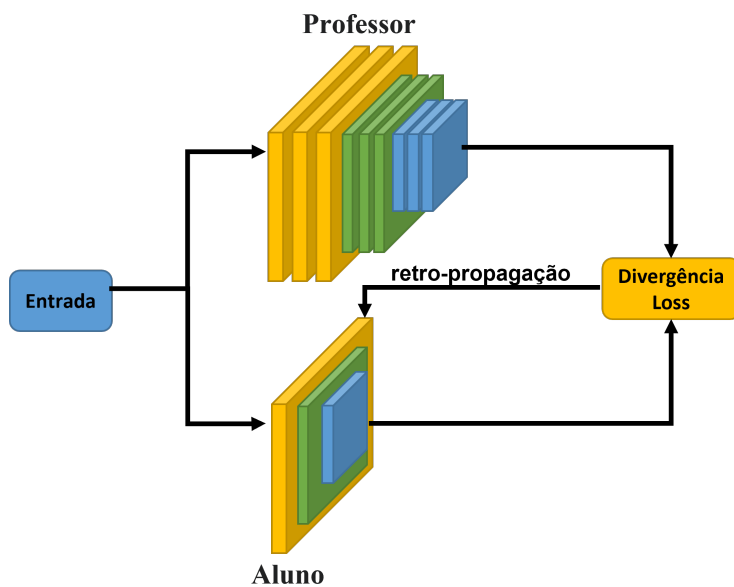 Professor
retro-propagação
Divergência
Loss
Entrada
Aluno